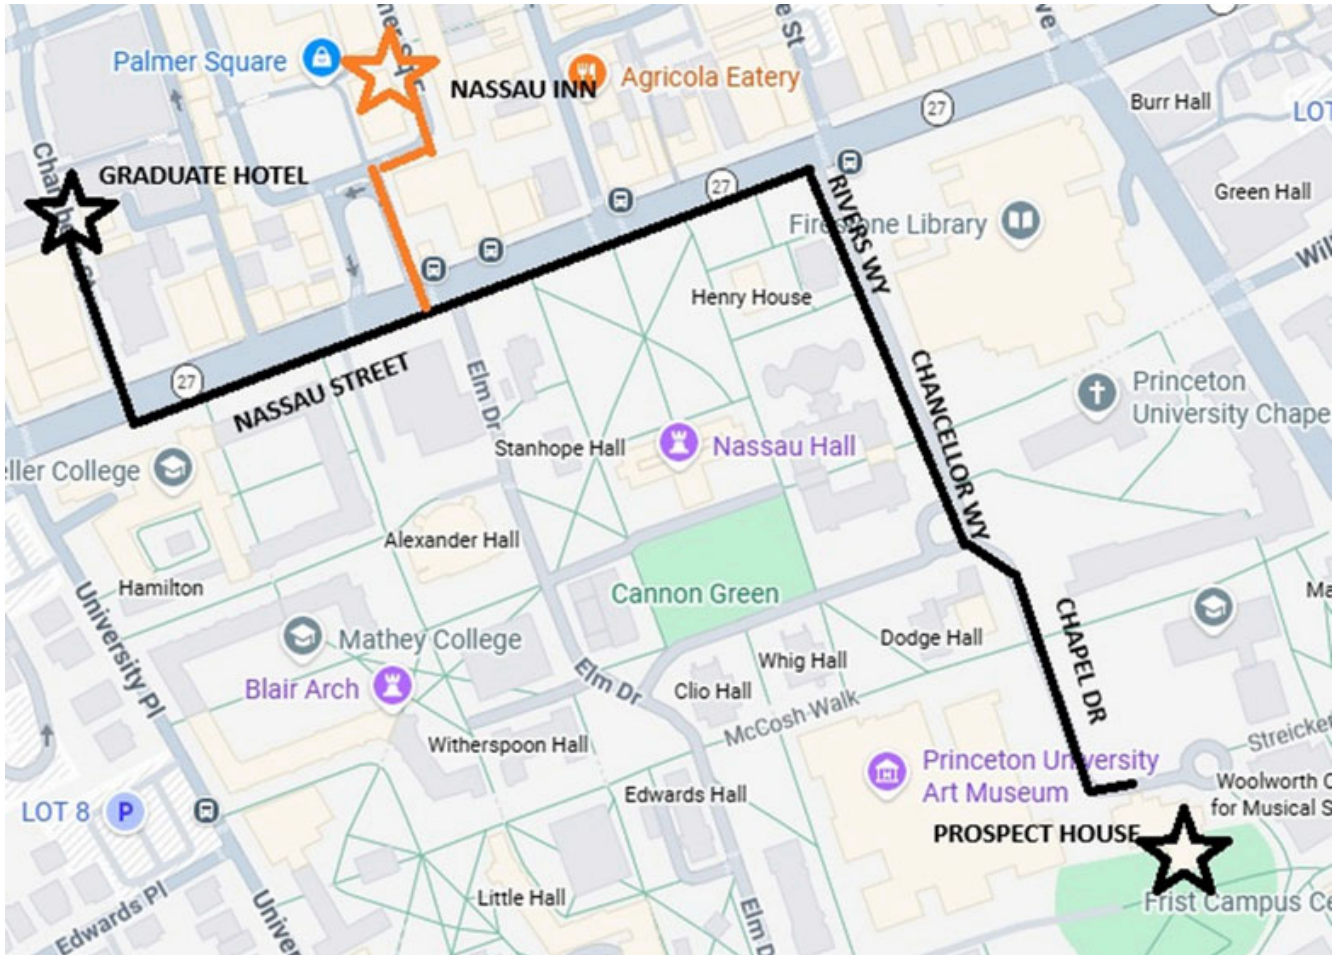 Palmer Square
NASSAU INN
Agricola Eatery
27
Burr Hall
LOT
GRADUATE HOTEL
27
Green Hall
RIVERS WY
Firestone Library
Henry House
27
NASSAU STREET
Elm Dr
CHANCELLOR WY
Princeton
University Chape
Stanhope Hall
Nassau Hall
eller College
Alexander Hall
Hamilton
Cannon Green
University Pl
Mathey College
Dodge Hall
CHAPEL DR
Whig Hall
Blair Arch
Elm Dr
Clio Hall
McCosh Walk
Witherspoon Hall
Princeton University
Art Museum
Streicker
Woolworth C
for Musical S
Edwards Hall
LOT 8 P
PROSPECT HOUSE
Little Hall
Frist Campus Ce
Edwards Pl
Univer
Elm D